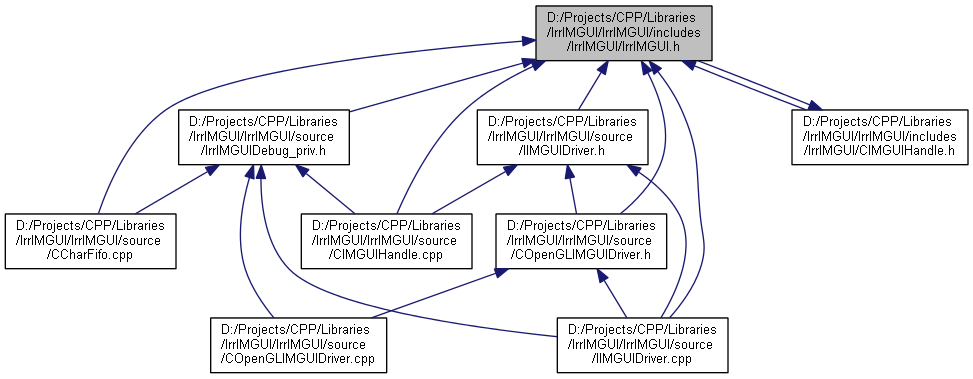 D:/Projects/CPP/Libraries
/IrrIMGUI/IrrIMGUI/includes
/IrrIMGUI/IrrIMGUI.h
D:/Projects/CPP/Libraries
/IrrIMGUI/IrrIMGUI/source
/IrrIMGUIDebug_priv.h
D:/Projects/CPP/Libraries
/IrrIMGUI/IrrIMGUI/source
/IIMGUIDriver.h
D:/Projects/CPP/Libraries
/IrrIMGUI/IrrIMGUI/includes
/IrrIMGUI/CIMGUIHandle.h
D:/Projects/CPP/Libraries
/IrrIMGUI/IrrIMGUI/source
/CCharFifo.cpp
D:/Projects/CPP/Libraries
/IrrIMGUI/IrrIMGUI/source
/CIMGUIHandle.cpp
D:/Projects/CPP/Libraries
/IrrIMGUI/IrrIMGUI/source
/COpenGLIMGUIDriver.h
D:/Projects/CPP/Libraries
/IrrIMGUI/IrrIMGUI/source
/COpenGLIMGUIDriver.cpp
D:/Projects/CPP/Libraries
/IrrIMGUI/IrrIMGUI/source
/IIMGUIDriver.cpp